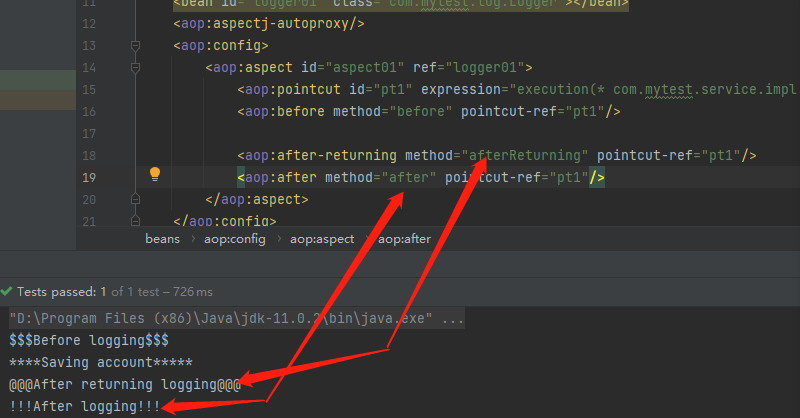 11 <bean id="logger01" class="com.mytest.log.Logger"></bean>
12 <aop:aspectj-autoproxy/>
13 <aop:config>
14 <aop:aspect id="aspect01" ref="logger01">
15 <aop:pointcut id="pt1" expression="execution(* com.mytest.service.impl
16 <aop:before method="before" pointcut-ref="pt1"/>
17
18 <aop:after-returning method="afterReturning" pointcut-ref="pt1"/>
19 <aop:after method="after" pointcut-ref="pt1"/>
20 </aop:aspect>
21 </aop:config>
beans › aop:config › aop:aspect › aop:after
Tests passed: 1 of 1 test – 726 ms
"D:\Program Files (x86)\Java\jdk-11.0.2\bin\java.exe" ...
$$$Before logging$$$
****Saving account*****
@@@After returning logging@@@
!!!After logging!!!